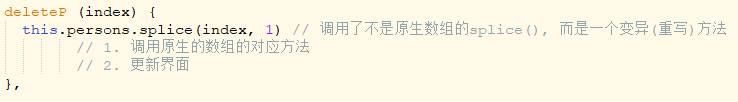 deleteP (index) {
this.persons.splice(index, 1) // 调用了不是原生数组的splice(), 而是一个变异(重写)方法
// 1. 调用原生的数组的对应方法
// 2. 更新界面
},